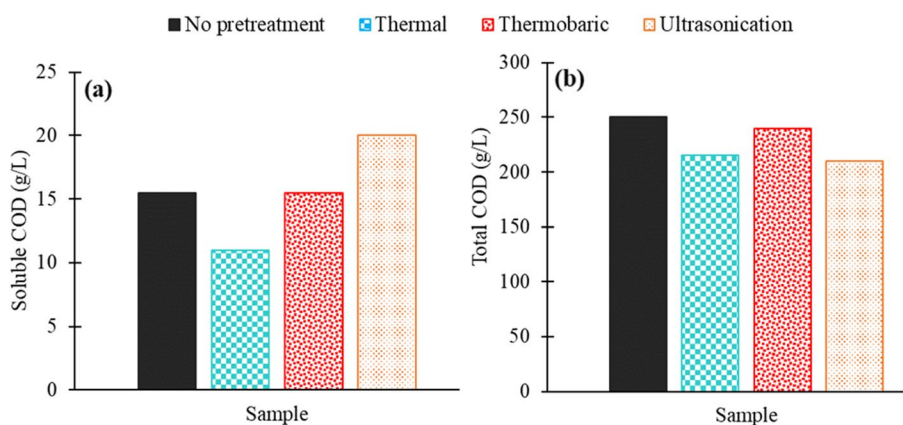 No pretreatment Thermal Thermobaric Ultrasonication
(a)
Soluble COD (g/L)
25
20
15
10
5
0
Sample
(b)
Total COD (g/L)
300
250
200
150
100
50
0
Sample